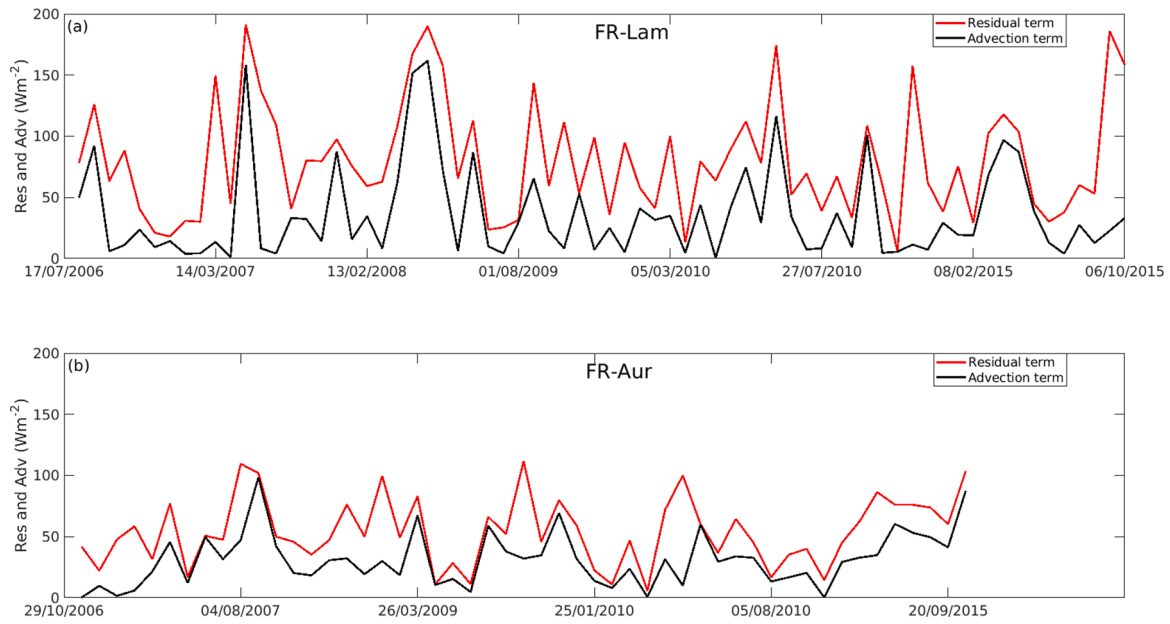 (a)
FR-Lam
Residual term
Advection term
Res and Adv (Wm⁻²)
200
150
100
50
0
17/07/2006 14/03/2007 13/02/2008 01/08/2009 05/03/2010 27/07/2010 08/02/2015 06/10/2015
(b)
FR-Aur
Residual term
Advection term
Res and Adv (Wm⁻²)
200
150
100
50
0
29/10/2006 04/08/2007 26/03/2009 25/01/2010 05/08/2010 20/09/2015